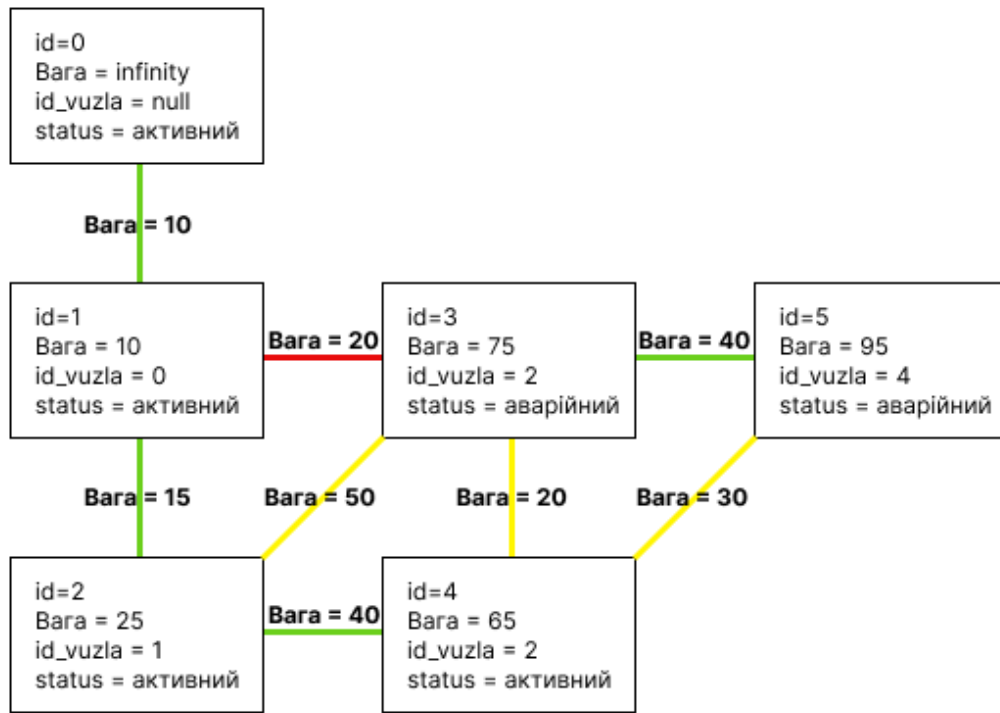 id=0
Вага = infinity
id_vuzla = null
status = активний
Вага = 10
id=1
Вага = 10
id_vuzla = 0
status = активний
Вага = 20
id=3
Вага = 75
id_vuzla = 2
status = аварійний
Вага = 40
id=5
Вага = 95
id_vuzla = 4
status = аварійний
Вага = 15
Вага = 50
Вага = 20
Вага = 30
id=2
Вага = 25
id_vuzla = 1
status = активний
Вага = 40
id=4
Вага = 65
id_vuzla = 2
status = активний